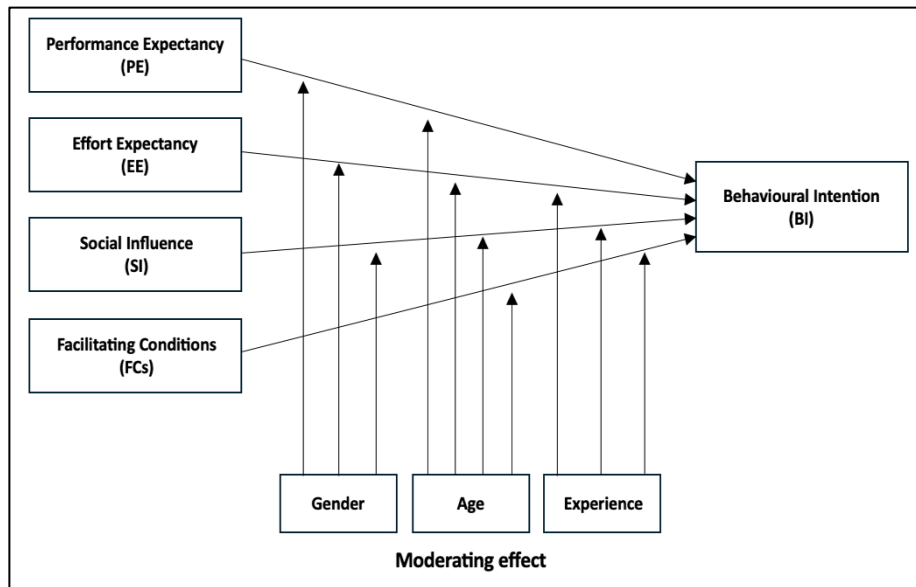 Performance Expectancy
(PE)
Effort Expectancy
(EE)
Social Influence
(SI)
Facilitating Conditions
(FCs)
Behavioural Intention
(BI)
Gender
Age
Experience
Moderating effect